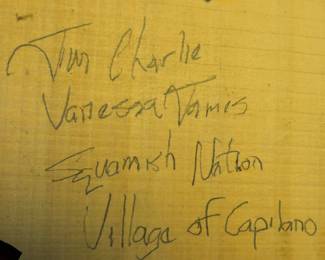 Jim Charlie
Vanessa James
Squamish Nation
Village of Capilano